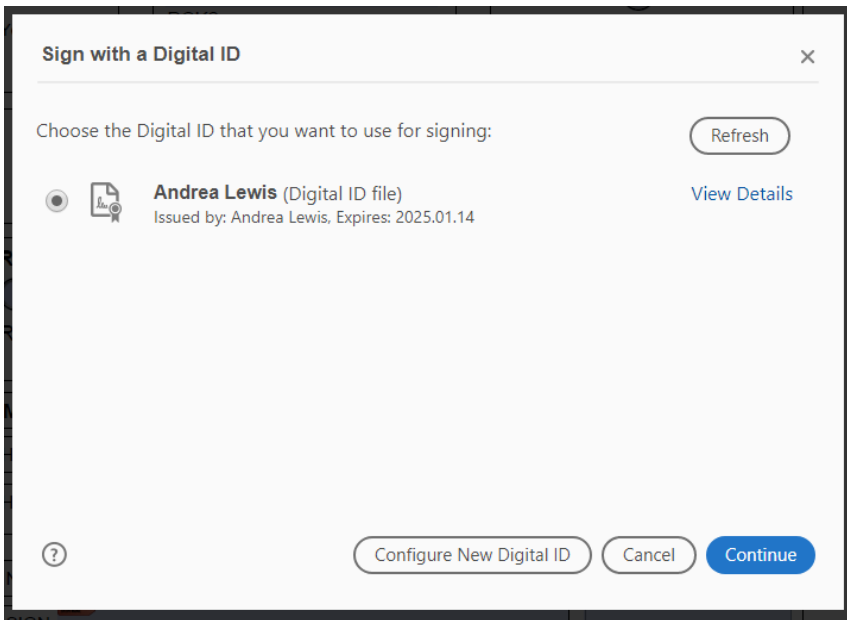 Sign with a Digital ID
Choose the Digital ID that you want to use for signing:
Refresh
Andrea Lewis (Digital ID file)
View Details
Issued by: Andrea Lewis, Expires: 2025.01.14
Configure New Digital ID
Cancel
Continue